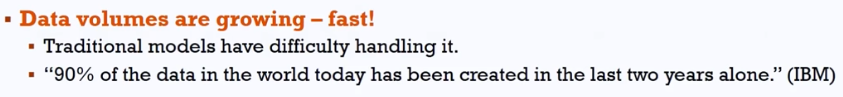 ▪ Data volumes are growing – fast!
▪ Traditional models have difficulty handling it.
▪ “90% of the data in the world today has been created in the last two years alone.” (IBM)